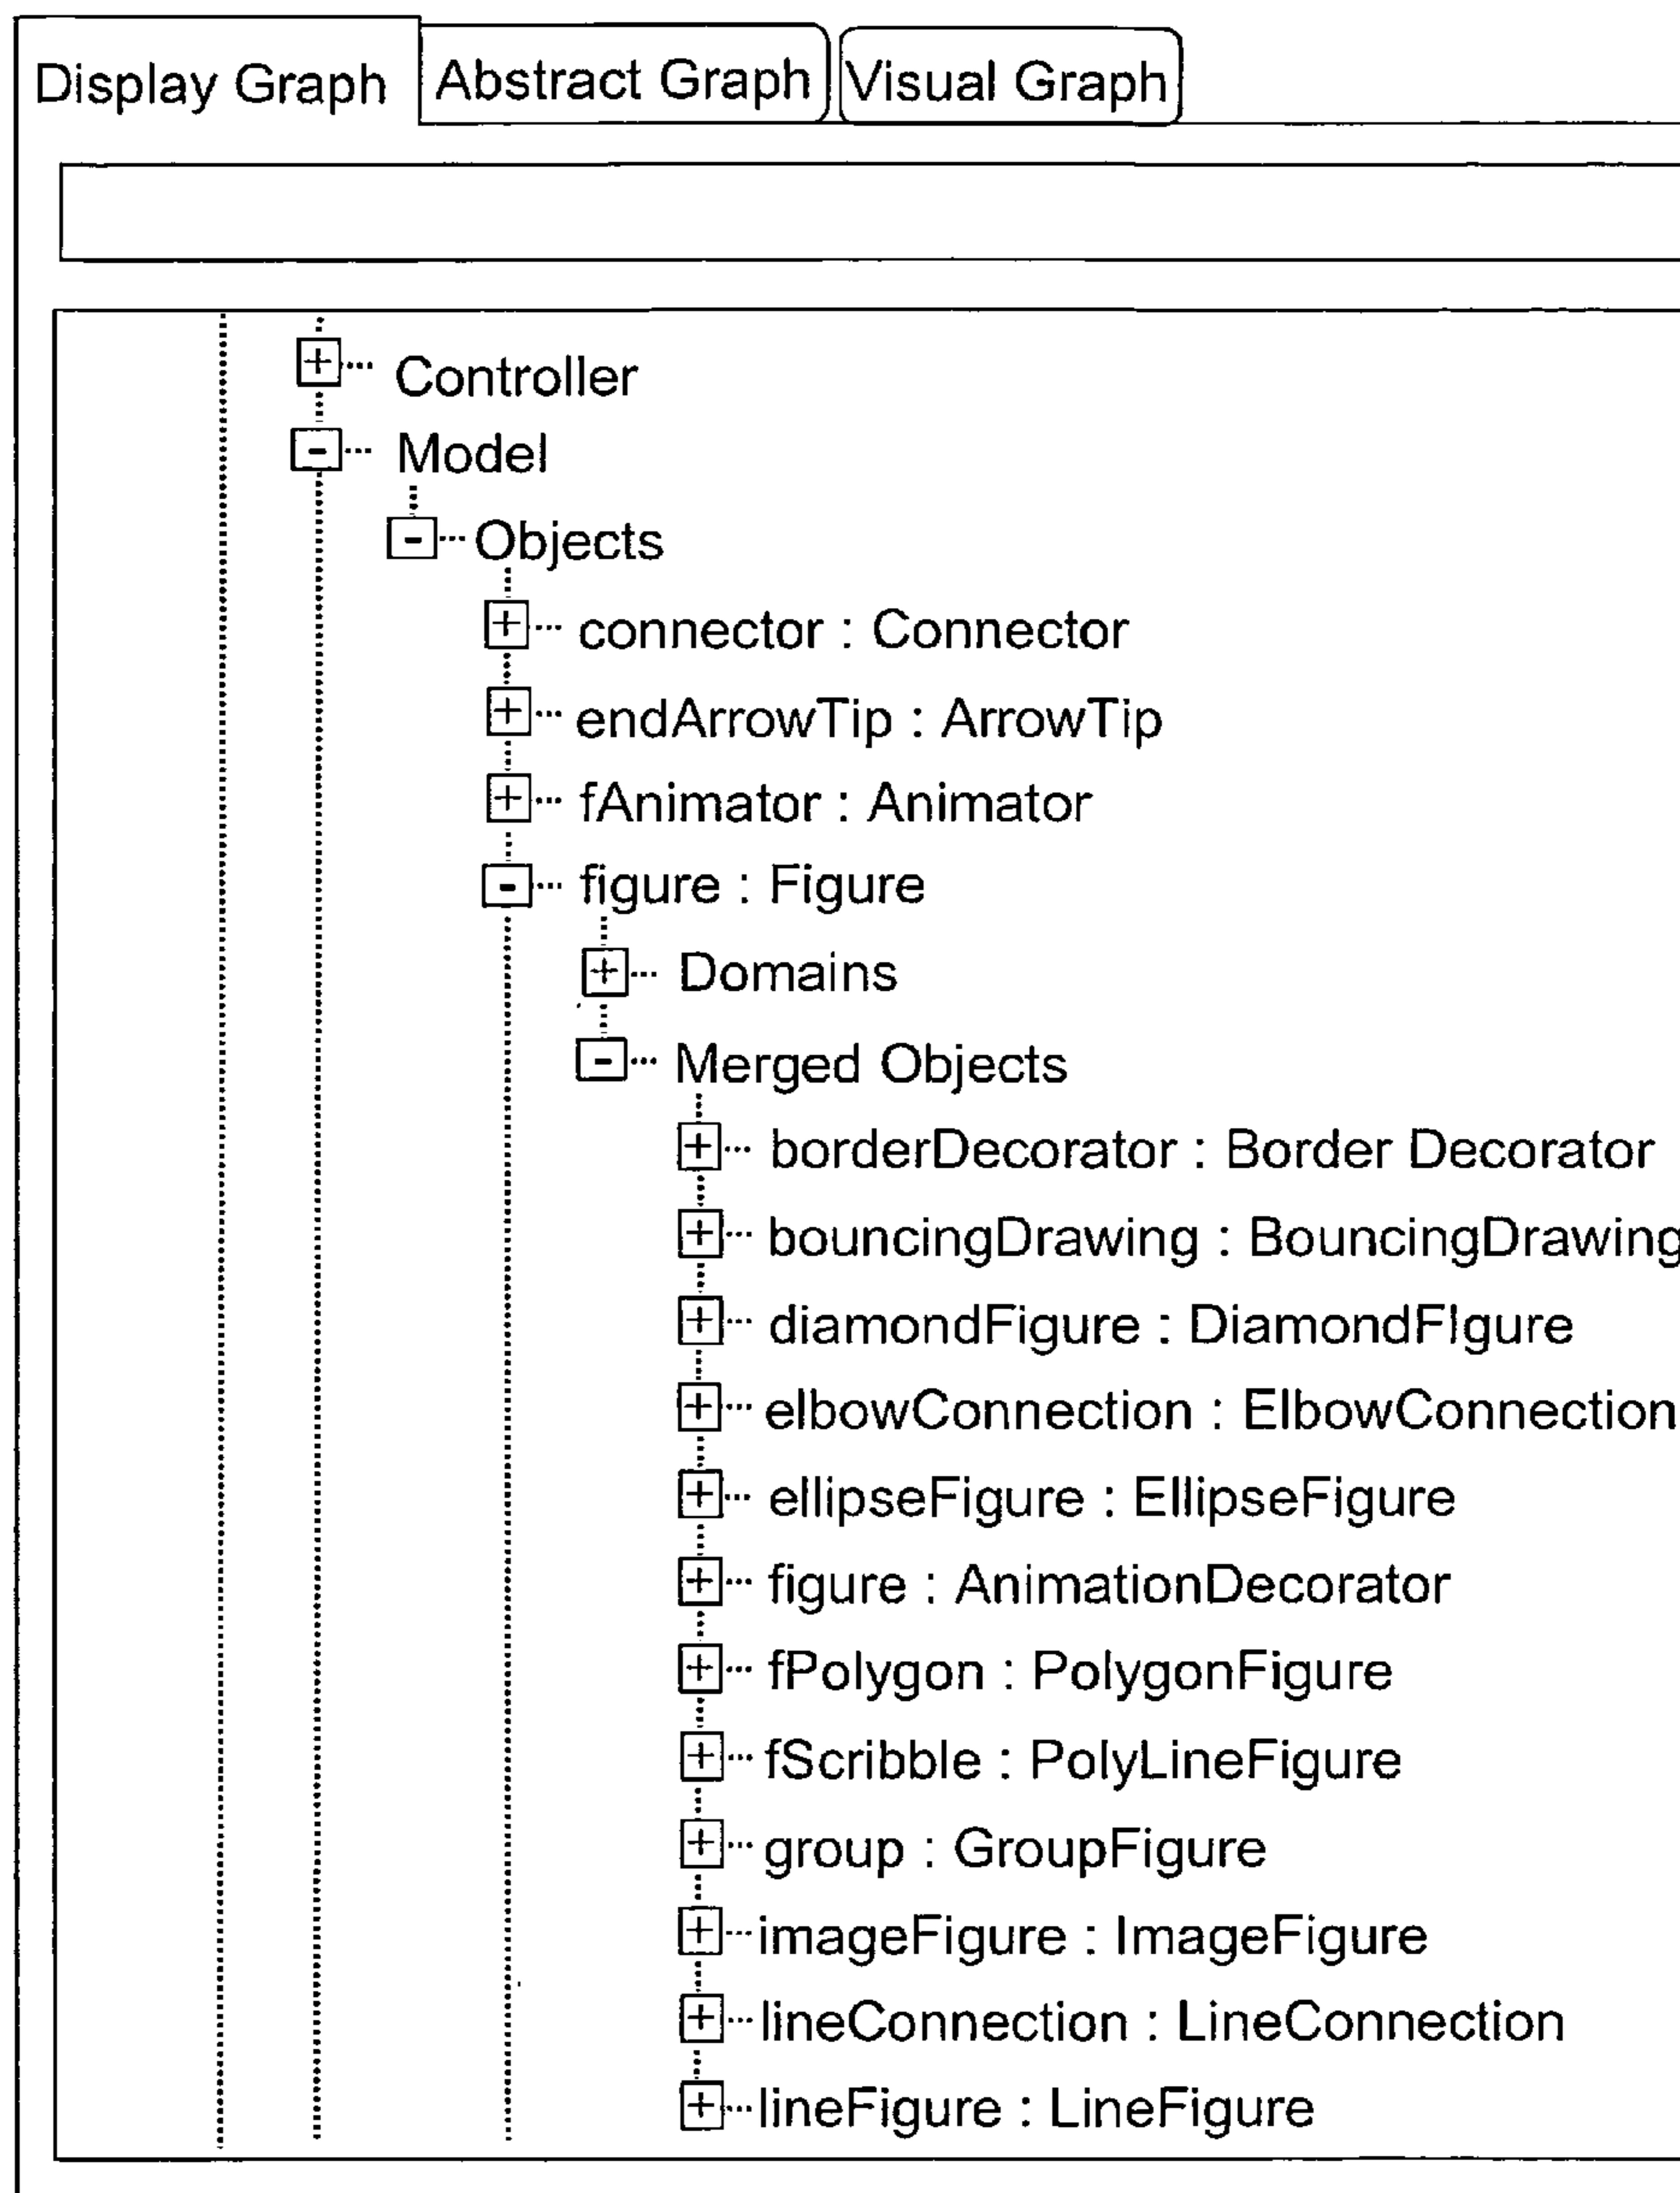 Display Graph Abstract Graph Visual Graph
+ Controller
- Model
- Objects
+ connector : Connector
+ endArrowTip : ArrowTip
+ fAnimator : Animator
- figure : Figure
+ Domains
- Merged Objects
+ borderDecorator : Border Decorator
+ bouncingDrawing : BouncingDrawing
+ diamondFigure : DiamondFIgure
+ elbowConnection : ElbowConnection
+ ellipseFigure : EllipseFigure
+ figure : AnimationDecorator
+ fPolygon : PolygonFigure
+ fScribble : PolyLineFigure
+ group : GroupFigure
+ imageFigure : ImageFigure
+ lineConnection : LineConnection
+ lineFigure : LineFigure